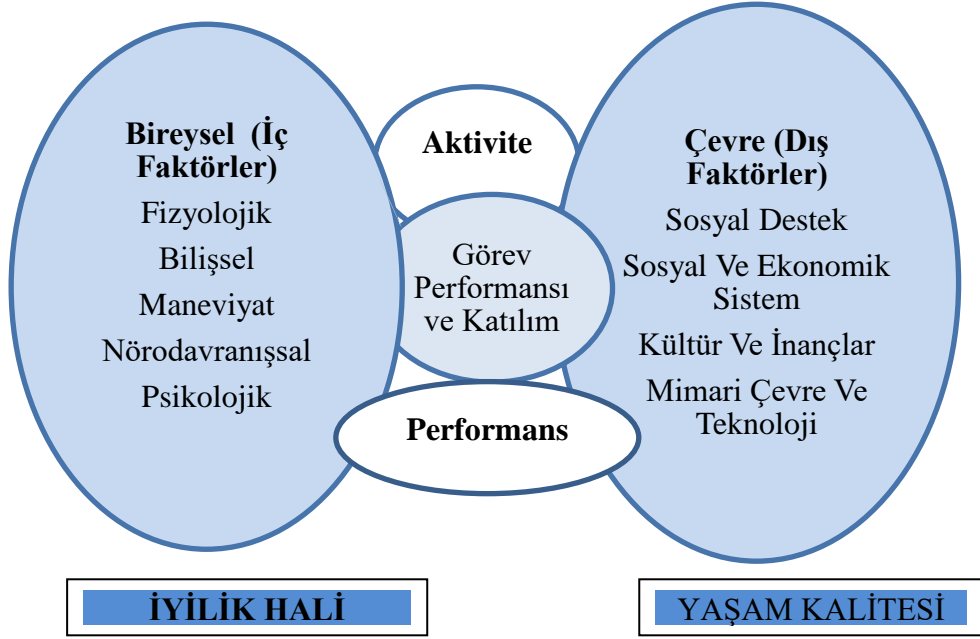 Bireysel (İç
Faktörler)
Fizyolojik
Bilişsel
Maneviyat
Nörodavranışsal
Psikolojik
Aktivite
Görev
Performansı
ve Katılım
Performans
Çevre (Dış
Faktörler)
Sosyal Destek
Sosyal Ve Ekonomik
Sistem
Kültür Ve İnançlar
Mimari Çevre Ve
Teknoloji
İYİLİK HALİ
YAŞAM KALİTESİ